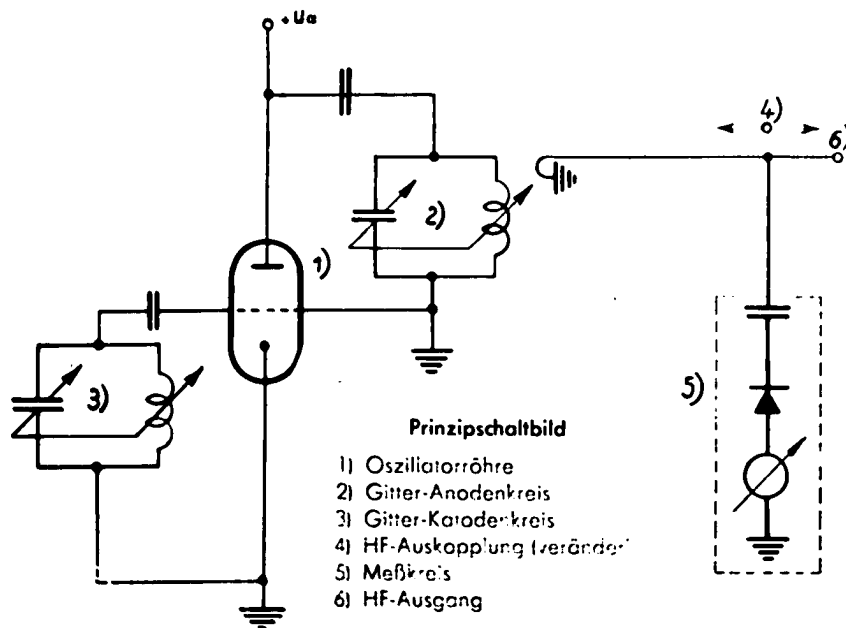 +Ua
4)
6)
2)
1)
3)
5)
Prinzipschaltbild
1) Oszillatorröhre
2) Gitter-Anodenkreis
3) Gitter-Katodenkreis
4) HF-Auskopplung (veränder
5) Meßkreis
6) HF-Ausgang